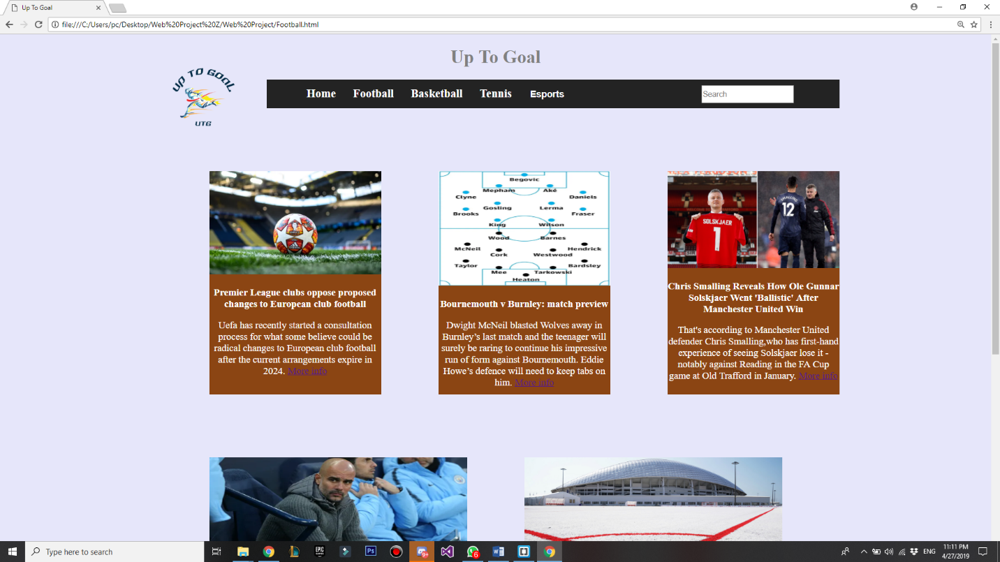 Up To Goal
file:///C:/Users/pc/Desktop/Web%20Project%20Z/Web%20Project/Football.html
Up To Goal
UP TO GOAL
UTG
Home Football Basketball Tennis Esports Search
Begovic
Mepham Aké
Clyne Daniels
Gosling Lerma
Brooks Fraser
King Wilson
Wood Barnes
McNeil Hendrick
Cork Westwood
Taylor Bardsley
Mee Tarkowski
Heaton
SMALLING
12
SOLSKJAER
1
Premier League clubs oppose proposed
changes to European club football
Uefa has recently started a consultation
process for what some believe could be
radical changes to European club football
after the current arrangements expire in
2024. More info
Bournemouth v Burnley: match preview
Dwight McNeil blasted Wolves away in
Burnley’s last match and the teenager will
surely be raring to continue his impressive
run of form against Bournemouth. Eddie
Howe’s defence will need to keep tabs on
him. More info
Chris Smalling Reveals How Ole Gunnar
Solskjaer Went 'Ballistic' After
Manchester United Win
That's according to Manchester United
defender Chris Smalling,who has first-hand
experience of seeing Solskjaer lose it -
notably against Reading in the FA Cup
game at Old Trafford in January. More info
Type here to search
EPIC
GAMES
Ps
9+
6
ENG
11:11 PM
4/27/2019